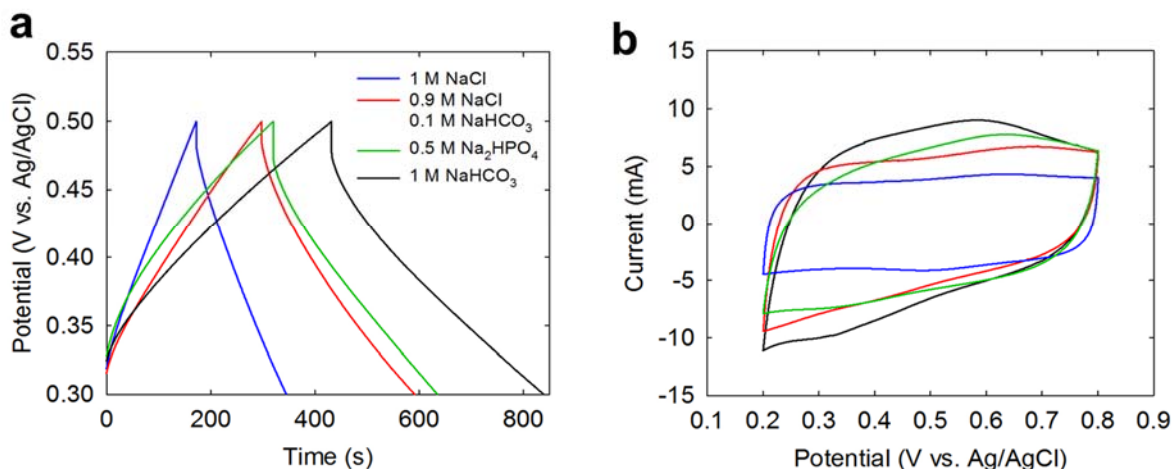 a
Potential (V vs. Ag/AgCl)
0.55
0.50
0.45
0.40
0.35
0.30
1 M NaCl
0.9 M NaCl
0.1 M NaHCO₃
0.5 M Na₂HPO₄
1 M NaHCO₃
0 200 400 600 800
Time (s)
b
Current (mA)
15
10
5
0
-5
-10
-15
0.1 0.2 0.3 0.4 0.5 0.6 0.7 0.8 0.9
Potential (V vs. Ag/AgCl)